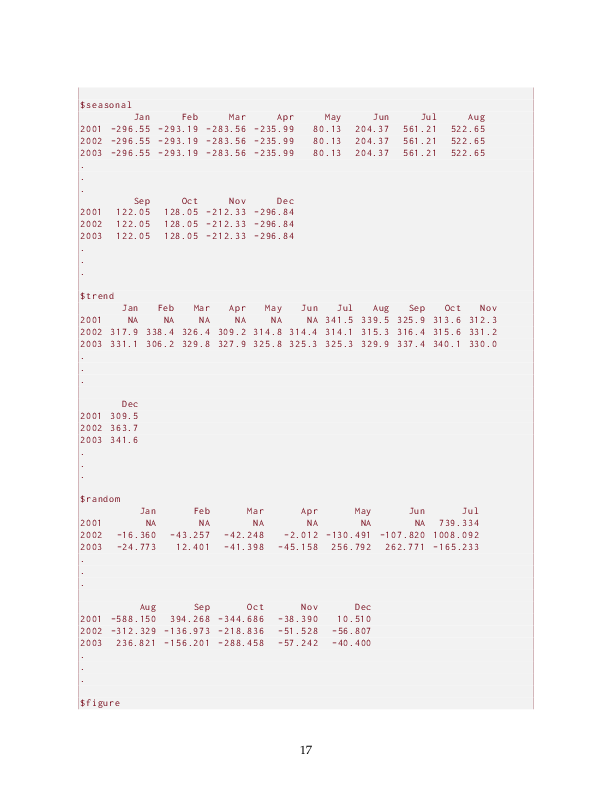 $seasonal
Jan Feb Mar Apr May Jun Jul Aug
2001 -296.55 -293.19 -283.56 -235.99 80.13 204.37 561.21 522.65
2002 -296.55 -293.19 -283.56 -235.99 80.13 204.37 561.21 522.65
2003 -296.55 -293.19 -283.56 -235.99 80.13 204.37 561.21 522.65
.
.
.
Sep Oct Nov Dec
2001 122.05 128.05 -212.33 -296.84
2002 122.05 128.05 -212.33 -296.84
2003 122.05 128.05 -212.33 -296.84
.
.
.
$trend
Jan Feb Mar Apr May Jun Jul Aug Sep Oct Nov
2001 NA NA NA NA NA NA 341.5 339.5 325.9 313.6 312.3
2002 317.9 338.4 326.4 309.2 314.8 314.4 314.1 315.3 316.4 315.6 331.2
2003 331.1 306.2 329.8 327.9 325.8 325.3 325.3 329.9 337.4 340.1 330.0
.
.
.
Dec
2001 309.5
2002 363.7
2003 341.6
.
.
.
$random
Jan Feb Mar Apr May Jun Jul
2001 NA NA NA NA NA NA 739.334
2002 -16.360 -43.257 -42.248 -2.012 -130.491 -107.820 1008.092
2003 -24.773 12.401 -41.398 -45.158 256.792 262.771 -165.233
.
.
.
Aug Sep Oct Nov Dec
2001 -588.150 394.268 -344.686 -38.390 10.510
2002 -312.329 -136.973 -218.836 -51.528 -56.807
2003 236.821 -156.201 -288.458 -57.242 -40.400
.
.
.
$figure
17